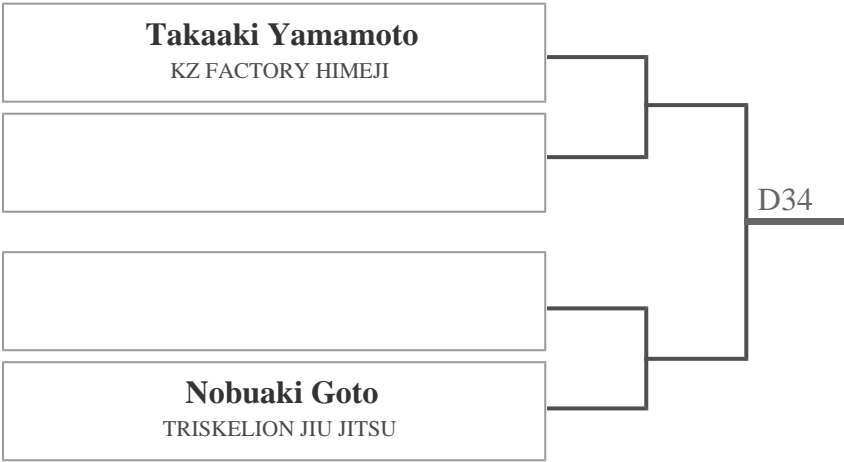 Takaaki Yamamoto
KZ FACTORY HIMEJI
D34
Nobuaki Goto
TRISKELION JIU JITSU